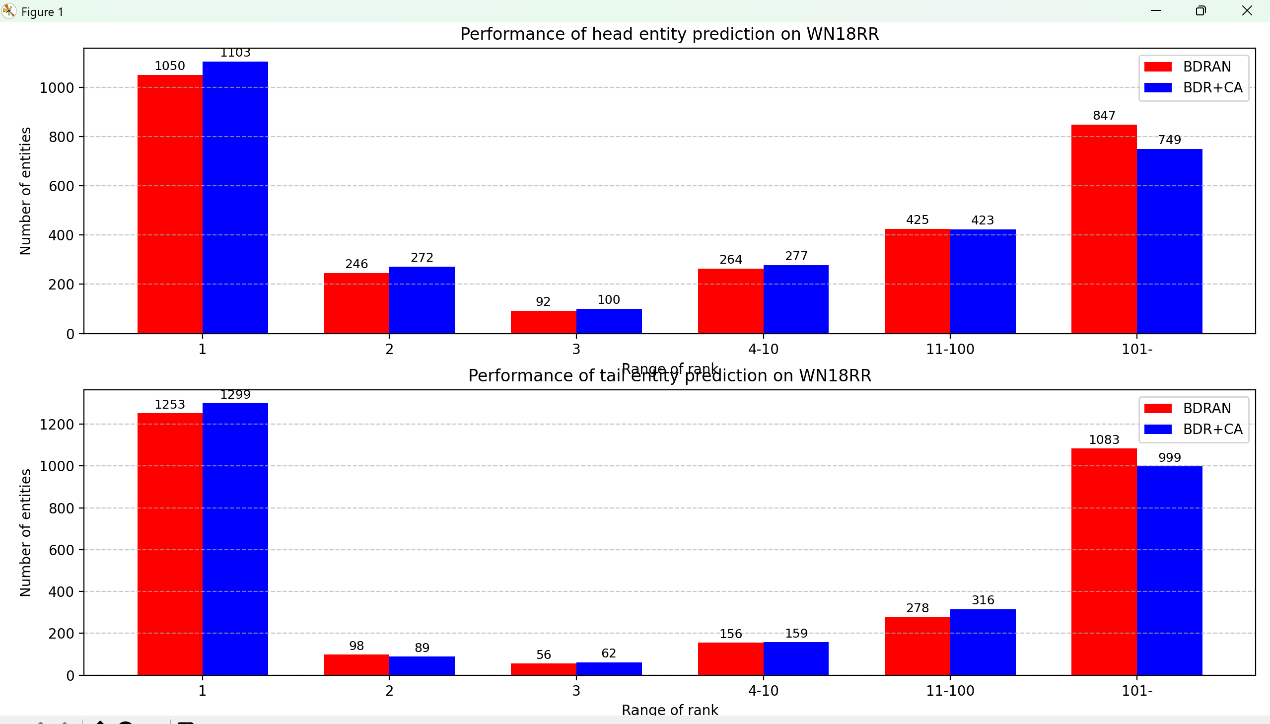 Figure 1
Performance of head entity prediction on WN18RR
Number of entities
1000
800
600
400
200
0
1050 1103
246 272
92 100
264 277
425 423
847 749
BDRAN
BDR+CA
1 2 3 4-10 11-100 101-
Range of rank
Performance of tail entity prediction on WN18RR
Number of entities
1200
1000
800
600
400
200
0
1253 1299
98 89
56 62
156 159
278 316
1083 999
BDRAN
BDR+CA
1 2 3 4-10 11-100 101-
Range of rank